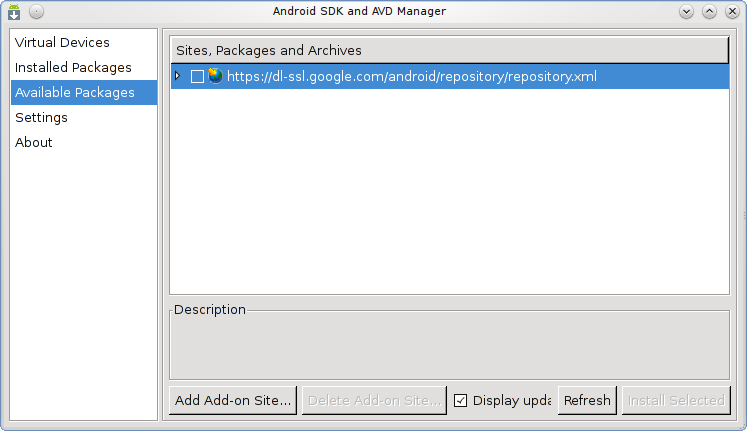 Android SDK and AVD Manager
Virtual Devices
Installed Packages
Available Packages
Settings
About
Sites, Packages and Archives
https://dl-ssl.google.com/android/repository/repository.xml
Description
Add Add-on Site...
Delete Add-on Site...
Display upda
Refresh
Install Selected